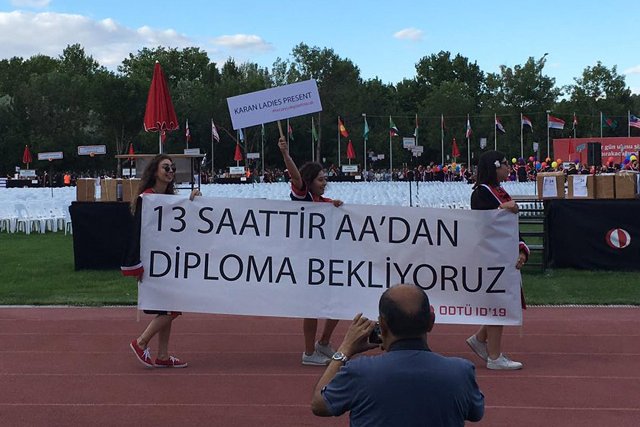 KARAN LADIES PRESENT
13 SAATTİR AA'DAN
DİPLOMA BEKLİYORUZ
ODTÜ ID'19